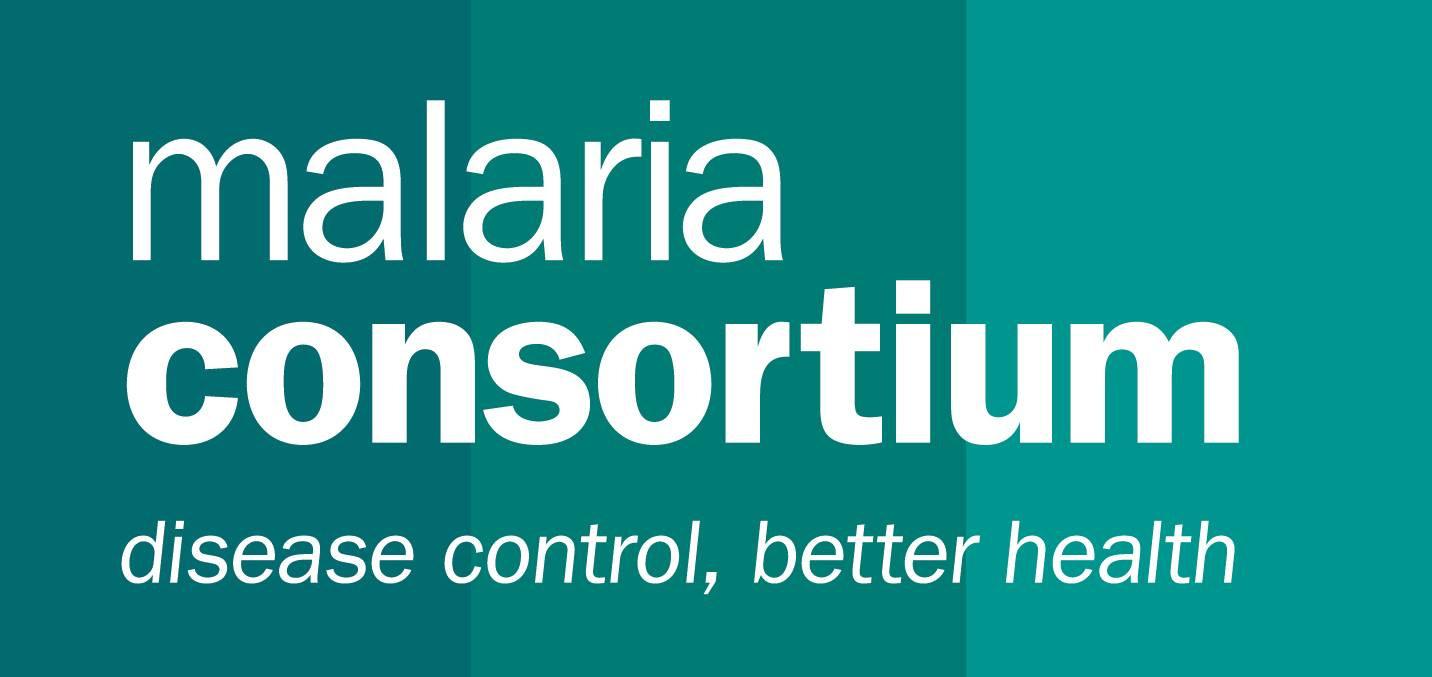 malaria
consortium
disease control, better health